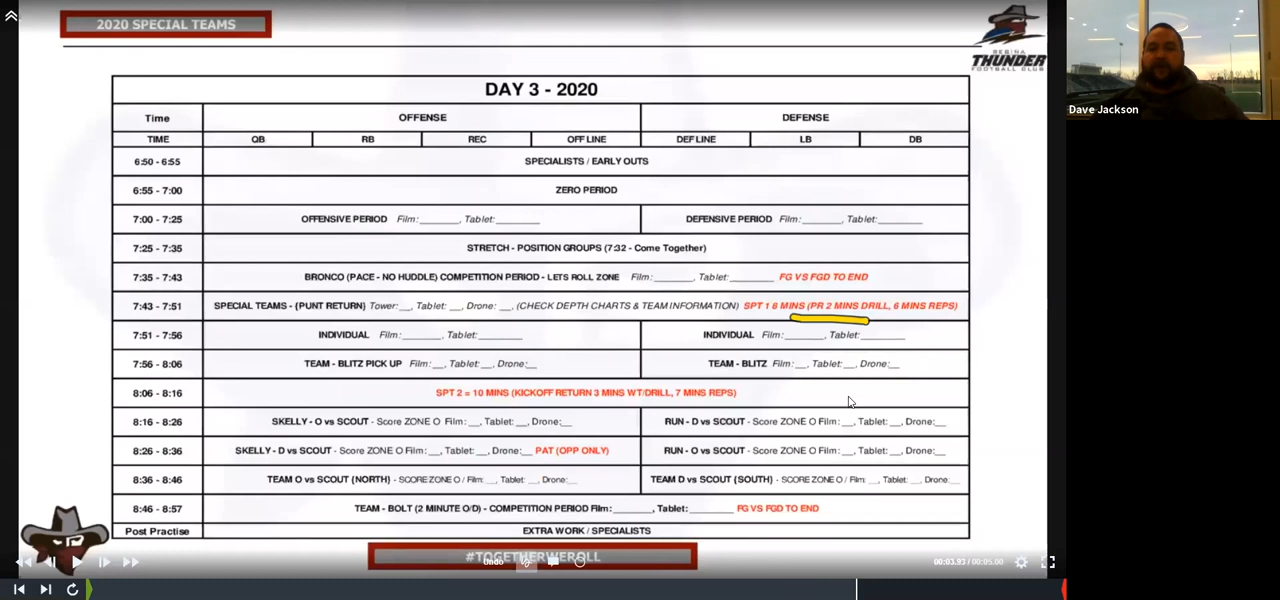 2020 SPECIAL TEAMS
REGINA
THUNDER
FOOTBALL CLUB
Dave Jackson
DAY 3 - 2020
Time OFFENSE DEFENSE
TIME QB RB REC OFF LINE DEF LINE LB DB
6:50 - 6:55 SPECIALISTS / EARLY OUTS
6:55 - 7:00 ZERO PERIOD
7:00 - 7:25 OFFENSIVE PERIOD Film:_______, Tablet:________ DEFENSIVE PERIOD Film:_______, Tablet:________
7:25 - 7:35 STRETCH - POSITION GROUPS (7:32 - Come Together)
7:35 - 7:43 BRONCO (PACE - NO HUDDLE) COMPETITION PERIOD - LETS ROLL ZONE Film:_______, Tablet:________ FG VS FGD TO END
7:43 - 7:51 SPECIAL TEAMS - (PUNT RETURN) Tower:__, Tablet: __, Drone: __, (CHECK DEPTH CHARTS & TEAM INFORMATION) SPT 1 8 MINS (PR 2 MINS DRILL, 6 MINS REPS)
7:51 - 7:56 INDIVIDUAL Film:_______, Tablet:________ INDIVIDUAL Film:_______, Tablet:________
7:56 - 8:06 TEAM - BLITZ PICK UP Film:__, Tablet:__, Drone:__ TEAM - BLITZ Film:__, Tablet:__, Drone:__
8:06 - 8:16 SPT 2 = 10 MINS (KICKOFF RETURN 3 MINS WT/DRILL, 7 MINS REPS)
8:16 - 8:26 SKELLY - O vs SCOUT - Score ZONE O Film: __, Tablet: __, Drone:__ RUN - D vs SCOUT - Score ZONE O Film:__, Tablet: __, Drone:__
8:26 - 8:36 SKELLY - D vs SCOUT - Score ZONE O Film:__, Tablet: __, Drone:__ PAT (OPP ONLY) RUN - O vs SCOUT - Score ZONE O Film:__, Tablet: __, Drone:__
8:36 - 8:46 TEAM O vs SCOUT (NORTH) - SCORE ZONE O / Film: __, Tablet: __, Drone:__ TEAM D vs SCOUT (SOUTH) - SCORE ZONE O / Film: __, Tablet: __, Drone:__
8:46 - 8:57 TEAM - BOLT (2 MINUTE O/D) - COMPETITION PERIOD Film:_______, Tablet:________ FG VS FGD TO END
Post Practise EXTRA WORK / SPECIALISTS
#TOGETHERWEROLL
Undo
00:03.93 / 00:05.00